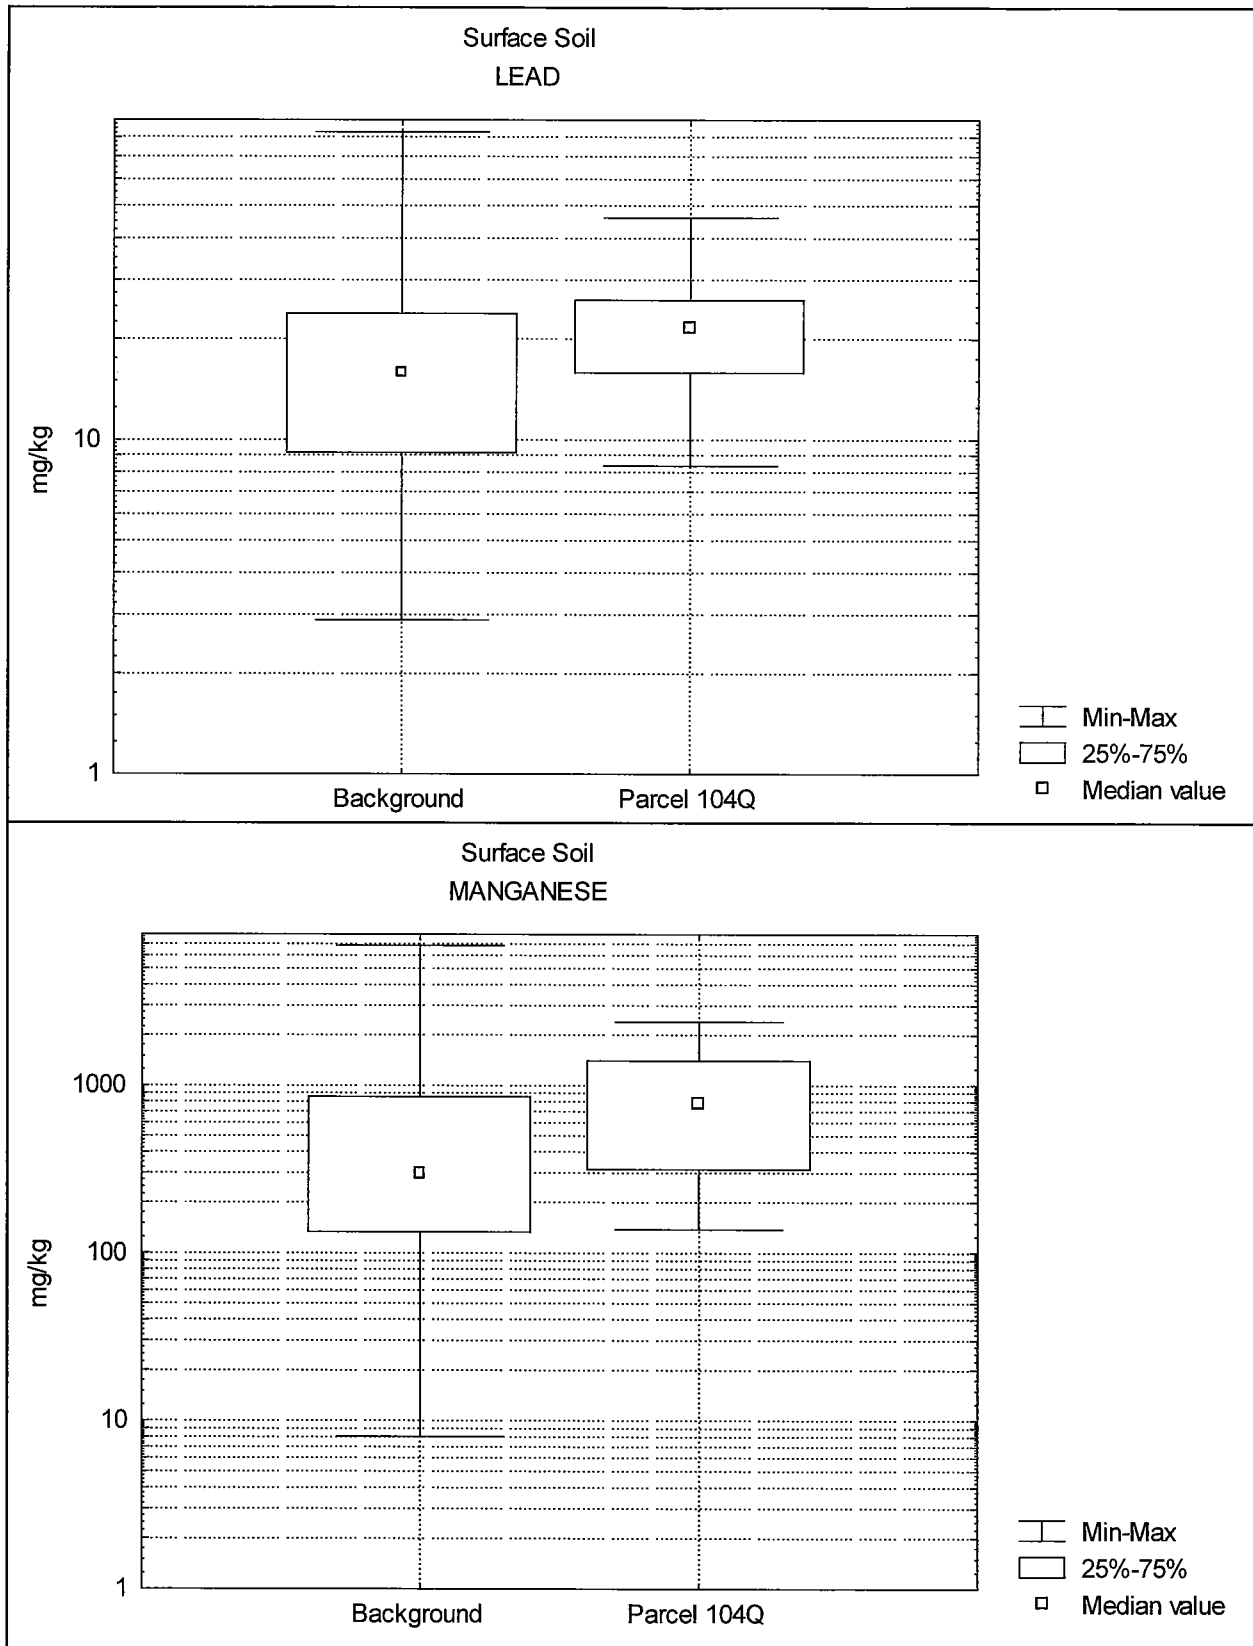 Surface Soil
LEAD
mg/kg
10
1
Background
Parcel 104Q
Min-Max
25%-75%
Median value
Surface Soil
MANGANESE
mg/kg
1000
100
10
1
Background
Parcel 104Q
Min-Max
25%-75%
Median value